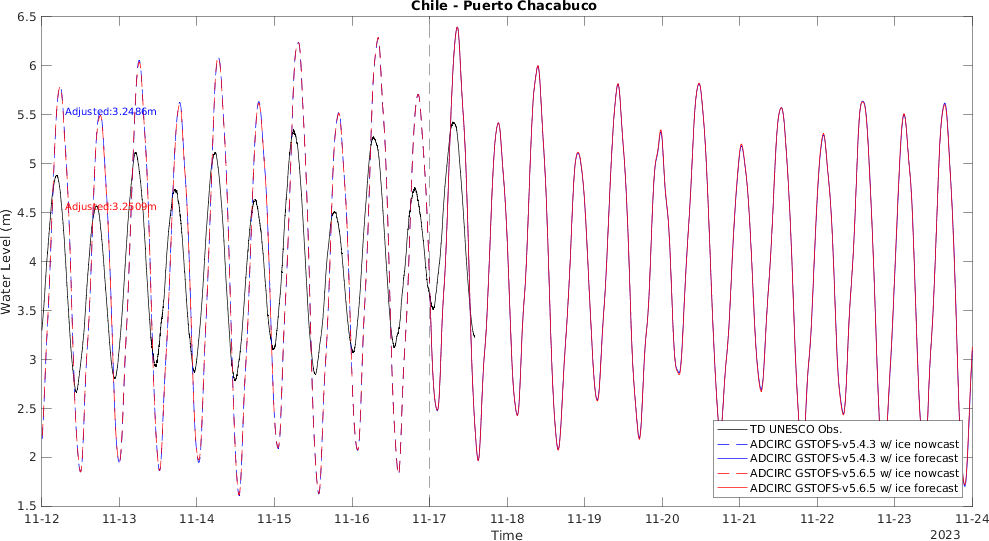 Chile - Puerto Chacabuco
6.5
6
5.5
5
4.5
4
3.5
3
2.5
2
1.5
Water Level (m)
Adjusted:3.2486m
Adjusted:3.2509m
TD UNESCO Obs.
ADCIRC GSTOFS-v5.4.3 w/ ice nowcast
ADCIRC GSTOFS-v5.4.3 w/ ice forecast
ADCIRC GSTOFS-v5.6.5 w/ ice nowcast
ADCIRC GSTOFS-v5.6.5 w/ ice forecast
11-12 11-13 11-14 11-15 11-16 11-17 11-18 11-19 11-20 11-21 11-22 11-23 11-24
Time
2023